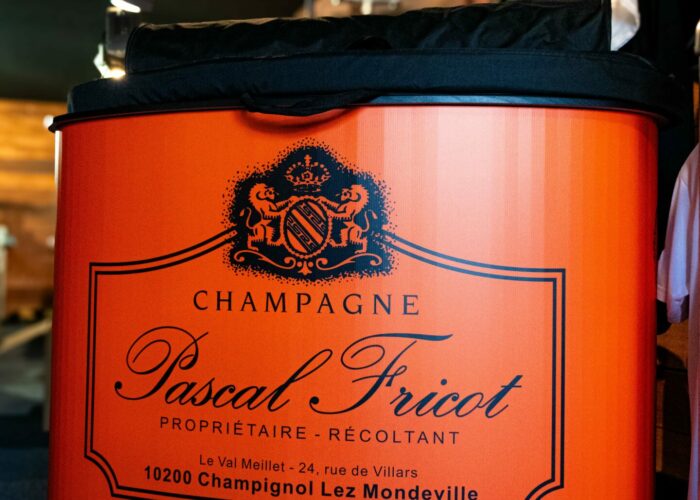 CHAMPAGNE
Pascal Fricot
PROPRIÉTAIRE - RÉCOLTANT
Le Val Meillet - 24, rue de Villars
10200 Champignol Lez Mondeville